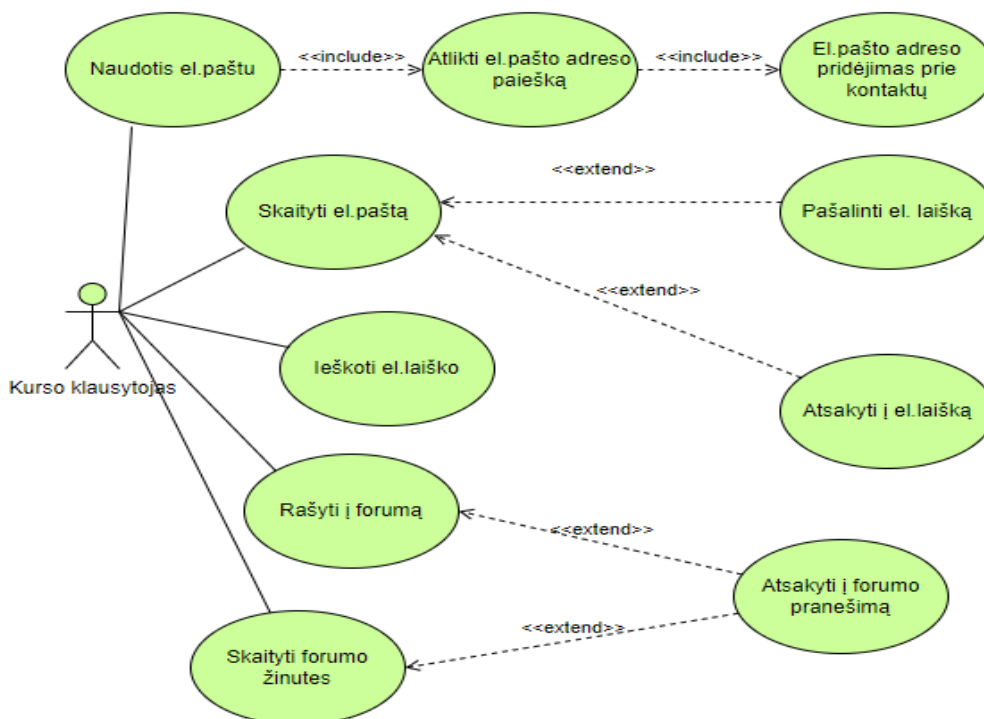 Naudotis el.paštu
<<include>>
Atlikti el.pašto adreso
paiešką
<<include>>
El.pašto adreso
pridėjimas prie
kontaktų
<<extend>>
Skaityti el.paštą
Pašalinti el. laišką
<<extend>>
Ieškoti el.laiško
Kurso klausytojas
Atsakyti į el.laišką
Rašyti į forumą
<<extend>>
Atsakyti į forumo
pranešimą
<<extend>>
Skaityti forumo
žinutes